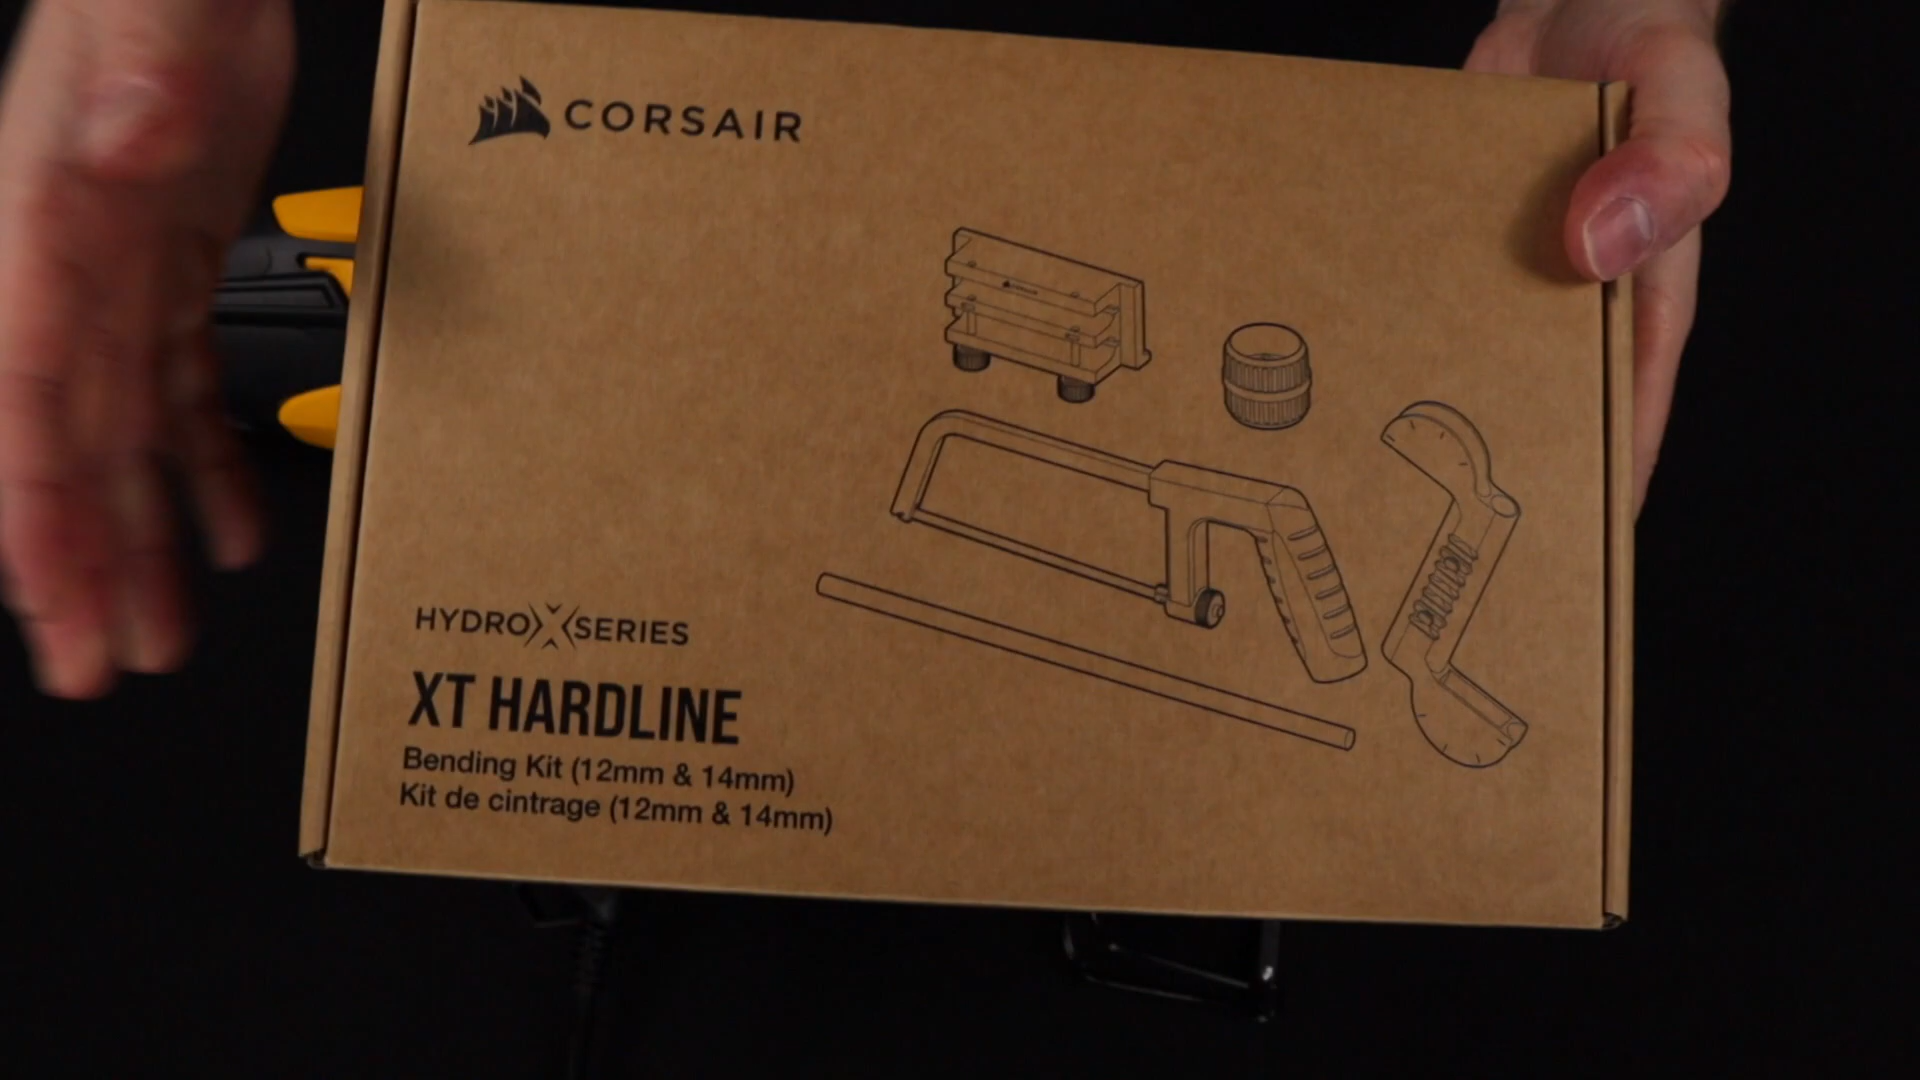 CORSAIR
HYDRO X SERIES
XT HARDLINE
Bending Kit (12mm & 14mm)
Kit de cintrage (12mm & 14mm)